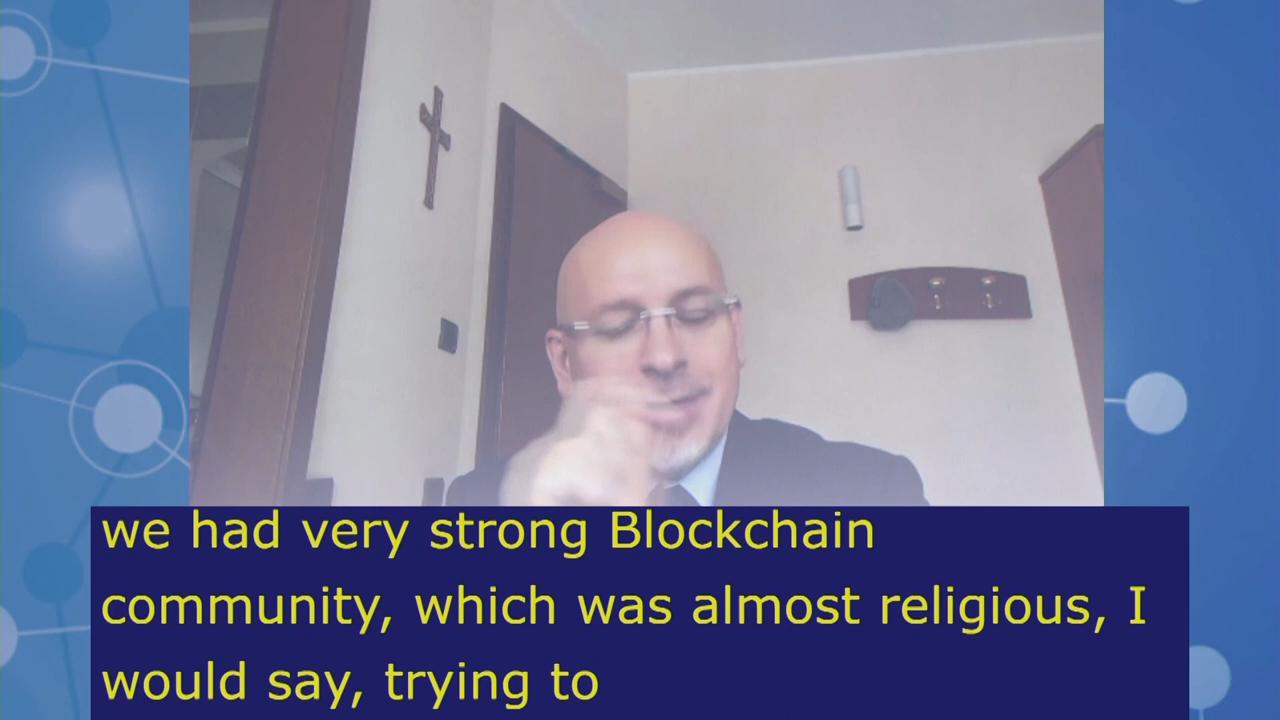 we had very strong Blockchain
community, which was almost religious, I
would say, trying to